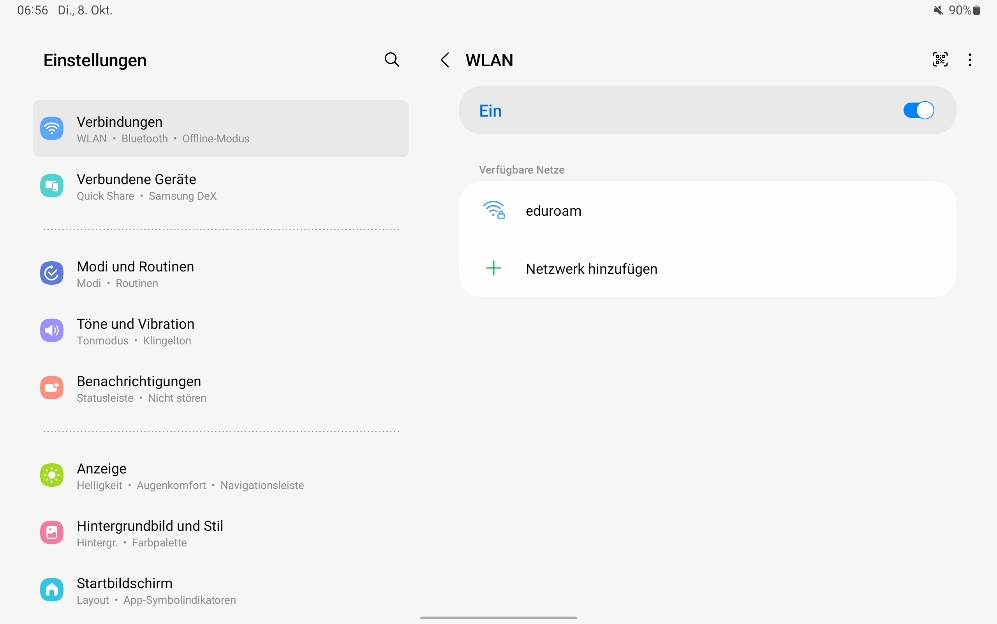 06:56 Di., 8. Okt.
90%
Einstellungen
Verbindungen
WLAN • Bluetooth • Offline-Modus
Verbundene Geräte
Quick Share • Samsung DeX
Modi und Routinen
Modi • Routinen
Töne und Vibration
Tonmodus • Klingelton
Benachrichtigungen
Statusleiste • Nicht stören
Anzeige
Helligkeit • Augenkomfort • Navigationsleiste
Hintergrundbild und Stil
Hintergr. • Farbpalette
Startbildschirm
Layout • App-Symbolindikatoren
WLAN
Ein
Verfügbare Netze
eduroam
Netzwerk hinzufügen